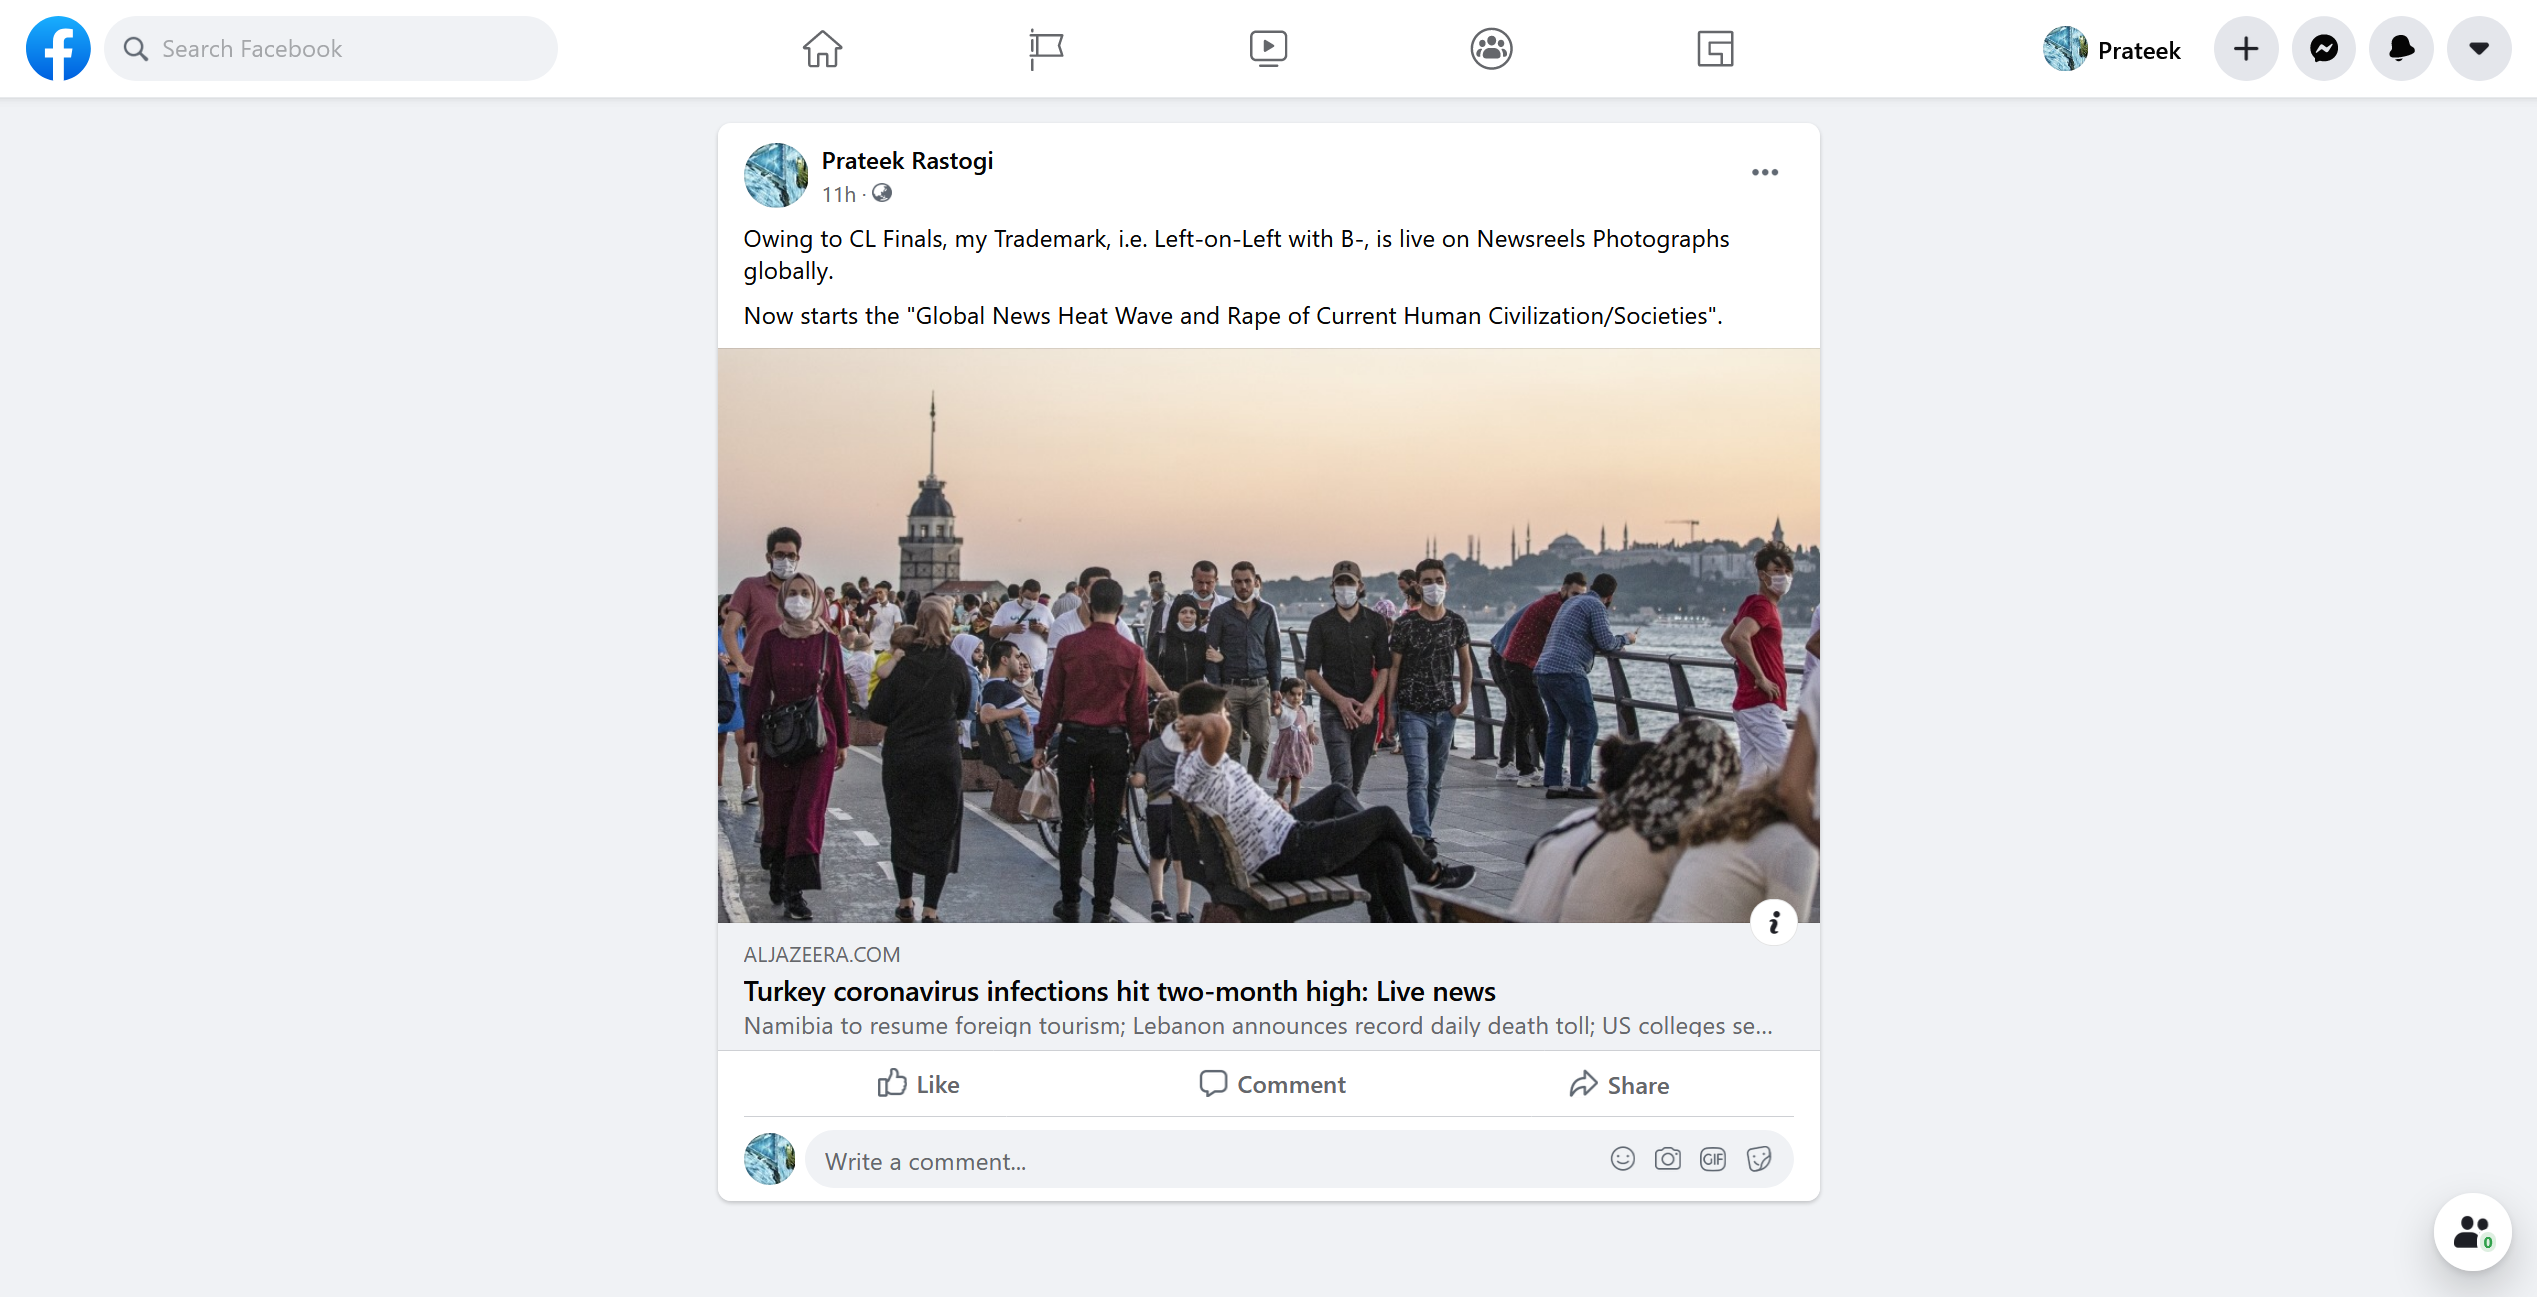 Search Facebook
Prateek
Prateek Rastogi
11h ·
Owing to CL Finals, my Trademark, i.e. Left-on-Left with B-, is live on Newsreels Photographs
globally.
Now starts the "Global News Heat Wave and Rape of Current Human Civilization/Societies".
i
ALJAZEERA.COM
Turkey coronavirus infections hit two-month high: Live news
Namibia to resume foreign tourism; Lebanon announces record daily death toll; US colleges se...
Like
Comment
Share
Write a comment...
GIF
0